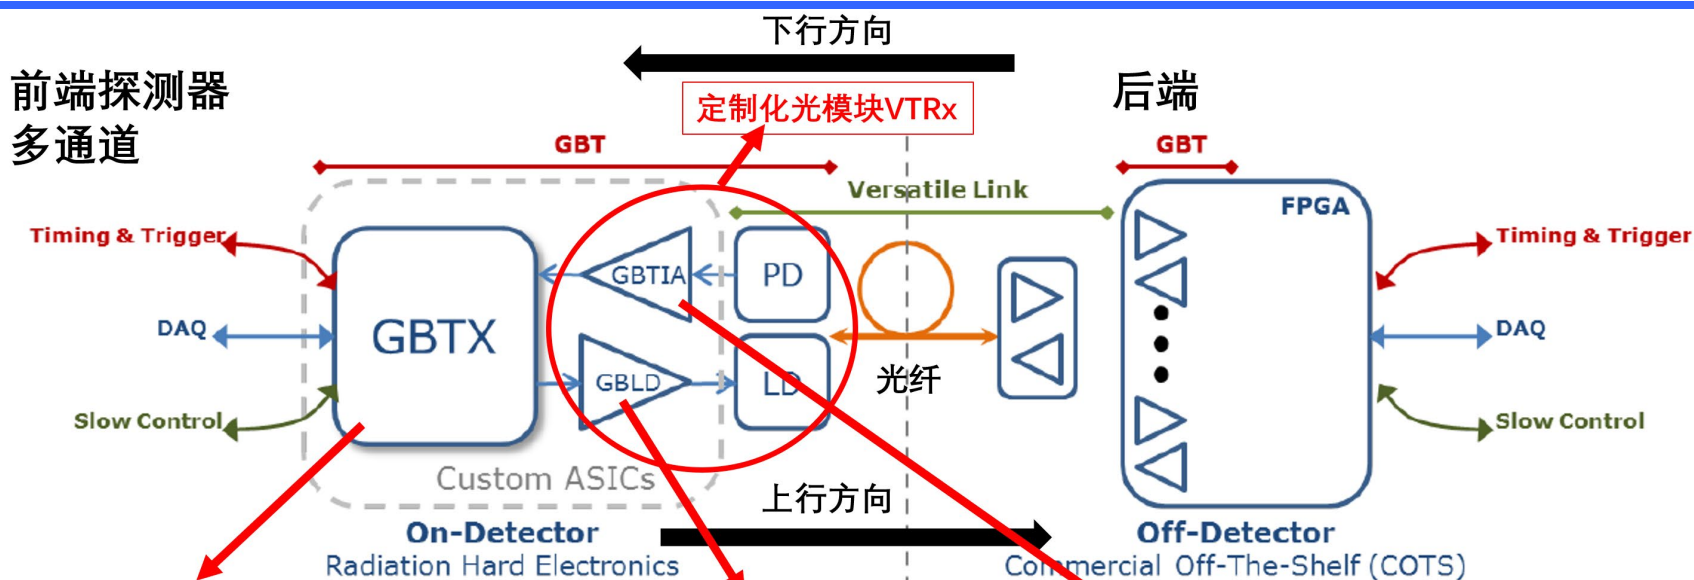 下行方向
前端探测器
多通道
定制化光模块VTRx
后端
GBT
GBT
Versatile Link
FPGA
Timing & Trigger
Timing & Trigger
GBTIA
PD
GBTX
DAQ
DAQ
GBLD
LD
光纤
Slow Control
Slow Control
Custom ASICs
上行方向
On-Detector
Off-Detector
Radiation Hard Electronics
Commercial Off-The-Shelf (COTS)